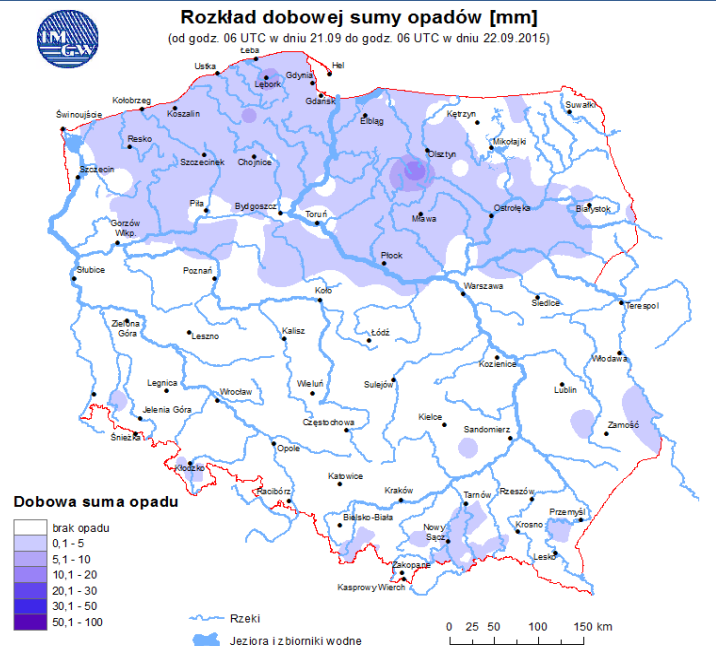 Rozkład dobowej sumy opadów [mm]
(od godz. 06 UTC w dniu 21.09 do godz. 06 UTC w dniu 22.09.2015)
IM
GW
Łeba
Ustka
Hel
Gdynia
Lębork
Kołobrzeg
Gdańsk
Koszalin
Świnoujście
Elbląg
Kętrzyn
Suwałki
Resko
Mikołajki
Szczecinek
Chojnice
Olsztyn
Szczecin
Piła
Bydgoszcz
Toruń
Mława
Ostrołęka
Białystok
Gorzów
Wlkp.
Płock
Słubice
Poznań
Koło
Warszawa
Siedlce
Terespol
Zielona
Góra
Leszno
Kalisz
Łódź
Kozienice
Włodawa
Legnica
Wrocław
Wieluń
Sulejów
Lublin
Jelenia Góra
Śnieżka
Częstochowa
Kielce
Sandomierz
Zamość
Opole
Kłodzko
Katowice
Racibórz
Kraków
Tarnów
Rzeszów
Bielsko-Biała
Nowy
Sącz
Krosno
Przemyśl
Lesko
Zakopane
Kasprowy Wierch
Dobowa suma opadu
brak opadu
0,1 - 5
5,1 - 10
10,1 - 20
20,1 - 30
30,1 - 50
50,1 - 100
Rzeki
Jeziora i zbiorniki wodne
0 25 50 100 150 km